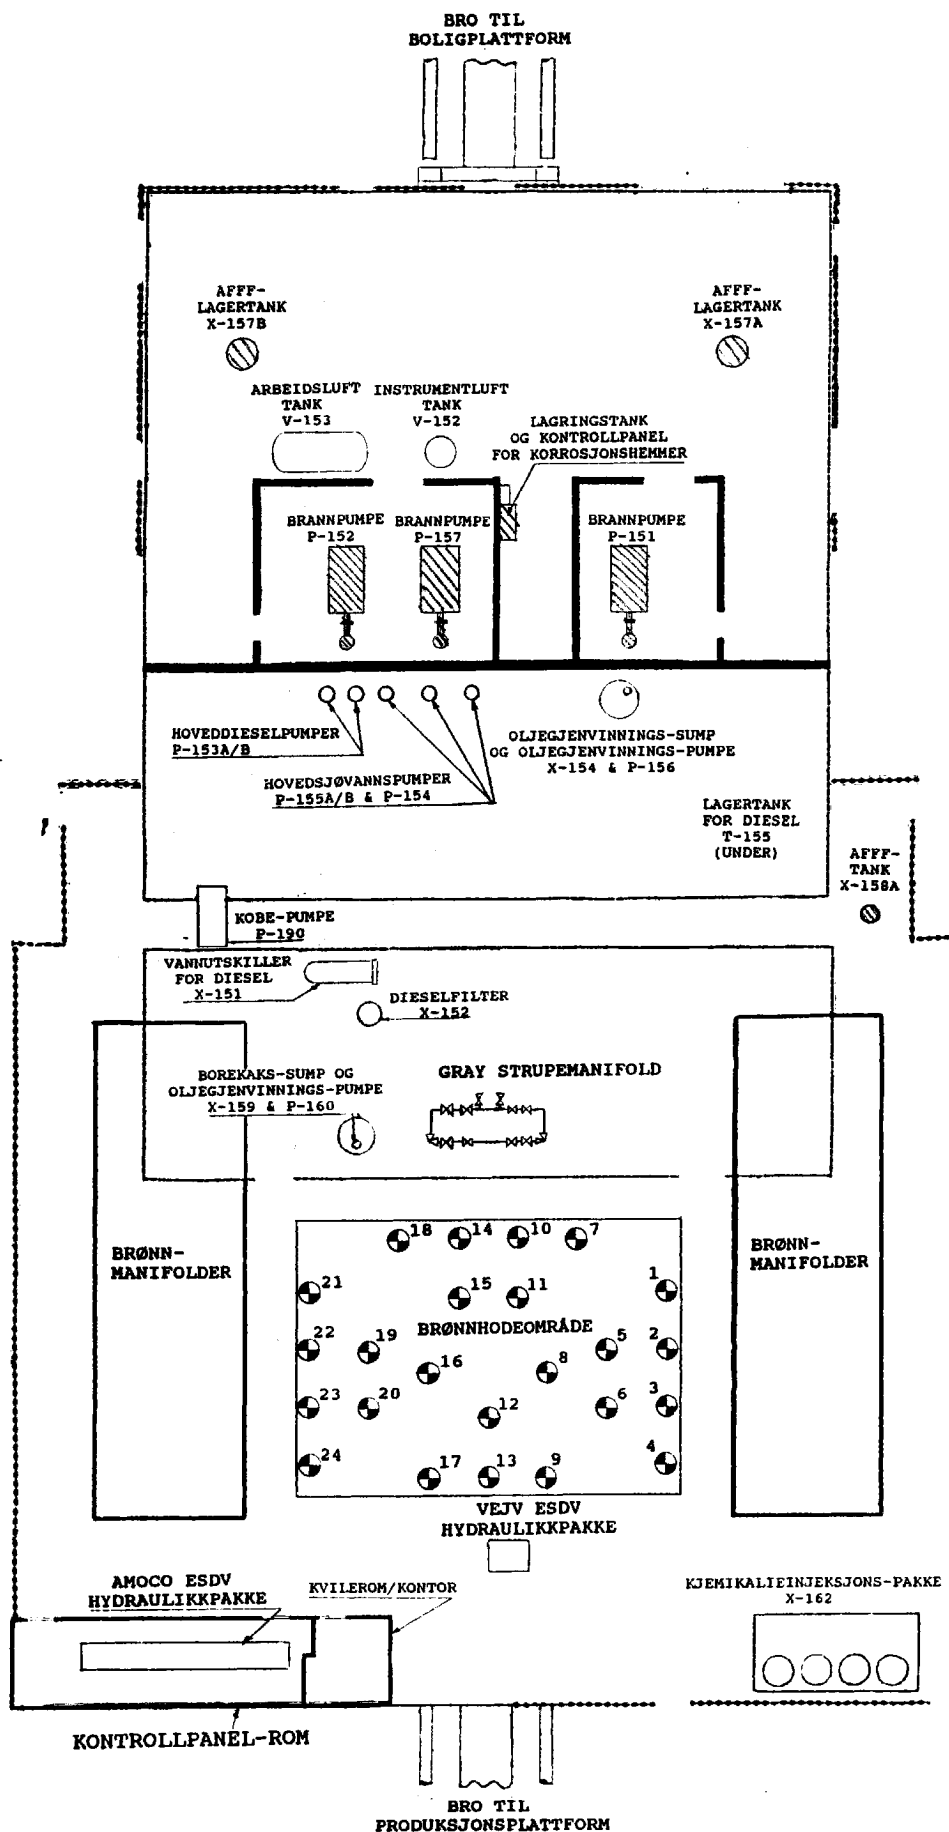 BRO TIL
BOLIGPLATTFORM
AFFF-
LAGERTANK
X-157B
AFFF-
LAGERTANK
X-157A
ARBEIDSLUFT
TANK
V-153
INSTRUMENTLUFT
TANK
V-152
LAGRINGSTANK
OG KONTROLLPANEL
FOR KORROSJONSHEMMER
BRANNPUMPE
P-152
BRANNPUMPE
P-157
BRANNPUMPE
P-151
HOVEDDIESELPUMPER
P-153A/B
HOVEDSJØVANNSPUMPER
P-155A/B & P-154
OLJEGJENVINNINGS-SUMP
OG OLJEGJENVINNINGS-PUMPE
X-154 & P-156
LAGERTANK
FOR DIESEL
T-155
(UNDER)
AFFF-
TANK
X-158A
KOBE-PUMPE
P-190
VANNUTSKILLER
FOR DIESEL
X-151
DIESELFILTER
X-152
BOREKAKS-SUMP OG
OLJEGJENVINNINGS-PUMPE
X-159 & P-160
GRAY STRUPEMANIFOLD
BRØNN-
MANIFOLDER
BRØNN-
MANIFOLDER
18 14 10 7
21 15 11 1
BRØNNHODEOMRÅDE
22 19 16 8 5 2
23 20 12 6 3
24 17 13 9 4
VEJV ESDV
HYDRAULIKKPAKKE
AMOCO ESDV
HYDRAULIKKPAKKE
KVILEROM/KONTOR
KJEMIKALIEINJEKSJONS-PAKKE
X-162
KONTROLLPANEL-ROM
BRO TIL
PRODUKSJONSPLATTFORM